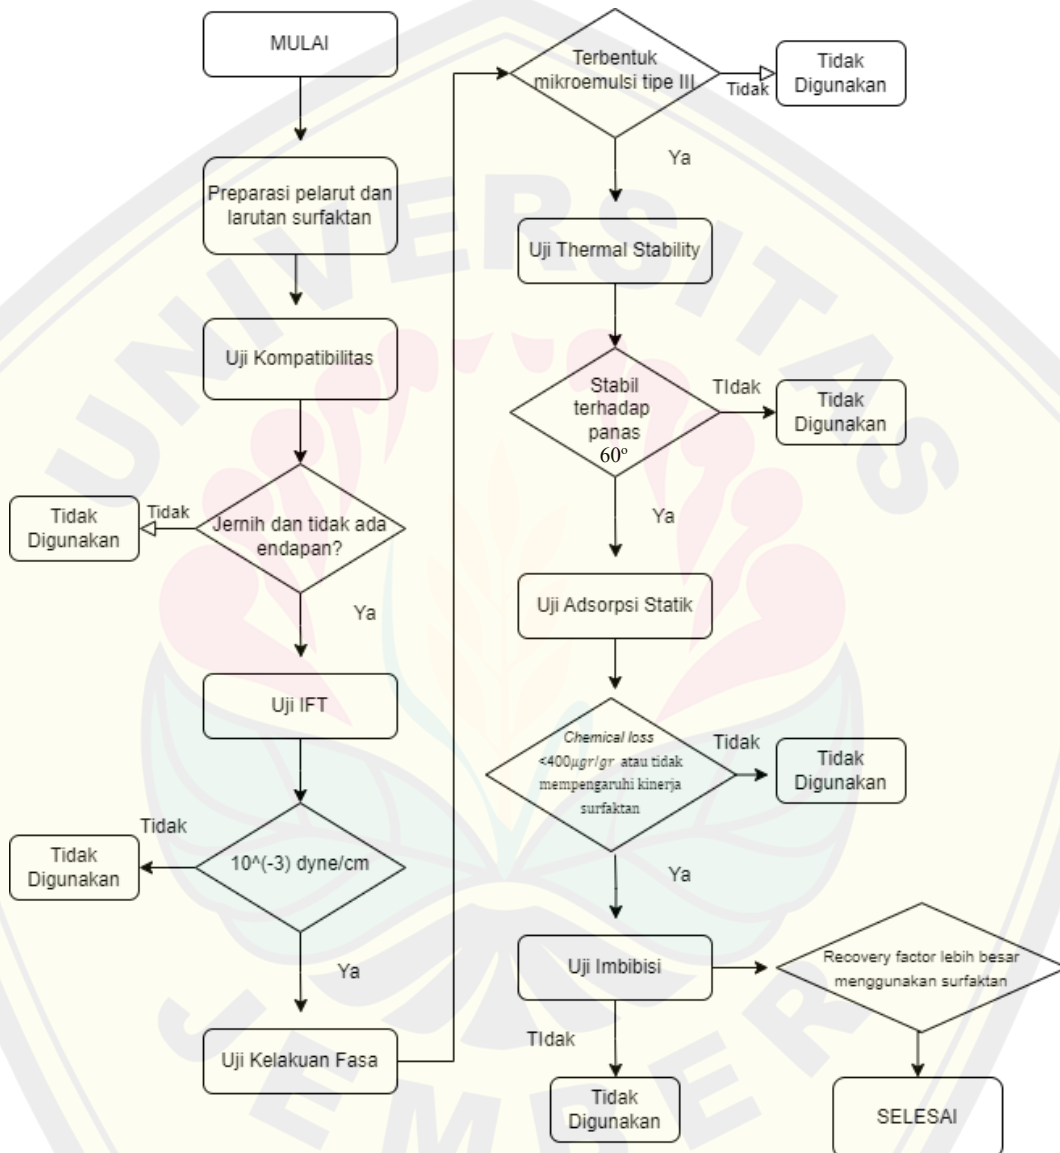 MULAI
Preparasi pelarut dan
larutan surfaktan
Uji Kompatibilitas
Jernih dan tidak ada
endapan?
Tidak
Tidak
Digunakan
Ya
Uji IFT
10^(-3) dyne/cm
Tidak
Tidak
Digunakan
Ya
Uji Kelakuan Fasa
Terbentuk
mikroemulsi tipe III
Tidak
Tidak
Digunakan
Ya
Uji Thermal Stability
Stabil
terhadap
panas
60º
TIdak
Tidak
Digunakan
Ya
Uji Adsorpsi Statik
Chemical loss
<400μgr/gr atau tidak
mempengaruhi kinerja
surfaktan
Tidak
Tidak
Digunakan
Ya
Uji Imbibisi
TIdak
Tidak
Digunakan
Recovery factor lebih besar
menggunakan surfaktan
SELESAI
UNIVERSITAS
JEMBER